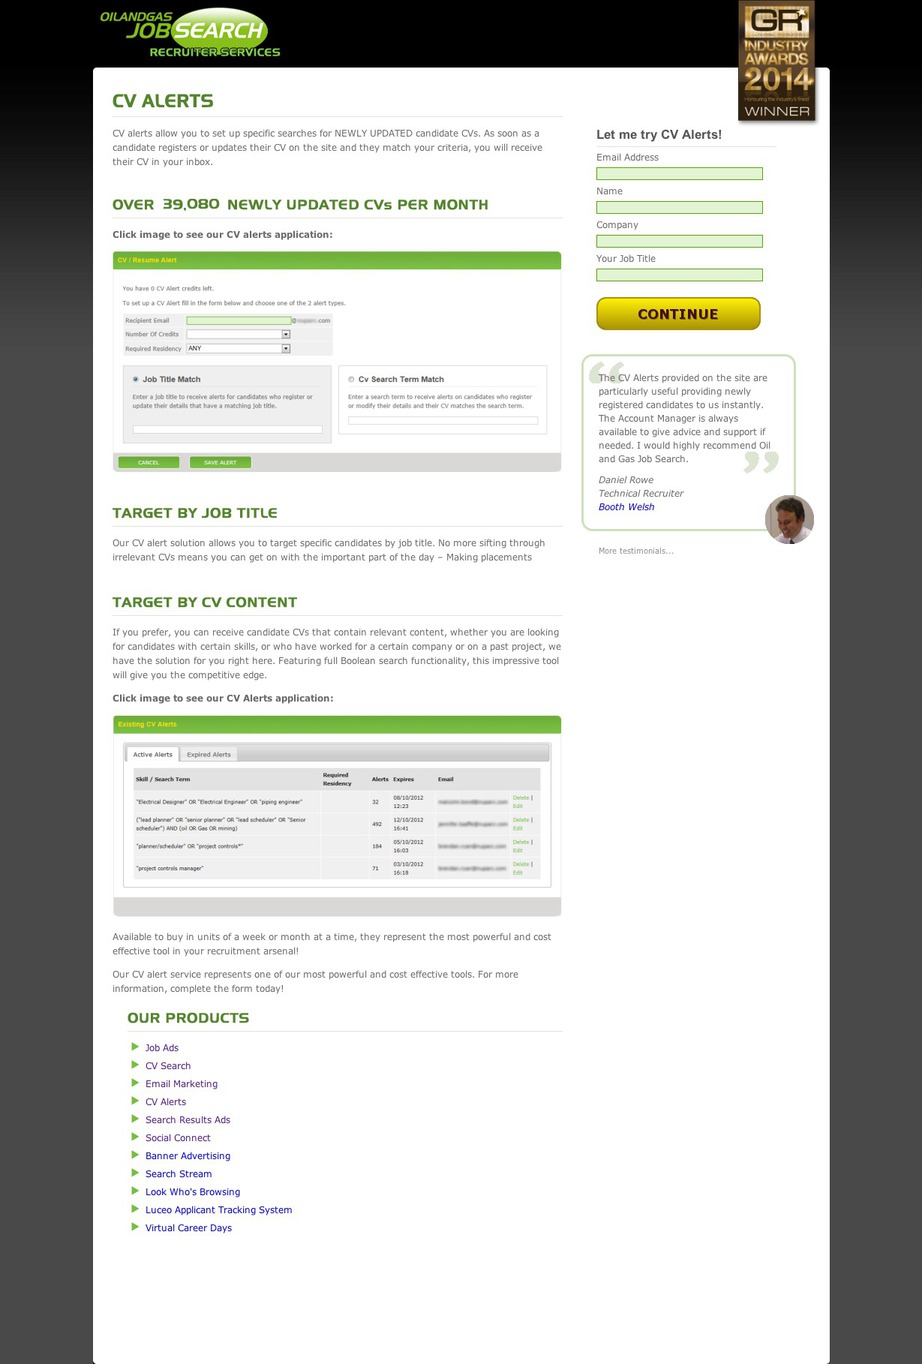 OILANDGAS
JOBSEARCH
RECRUITER SERVICES
GR
INDUSTRY
AWARDS
2014
Honouring the industry's finest
WINNER
CV ALERTS
CV alerts allow you to set up specific searches for NEWLY UPDATED candidate CVs. As soon as a
candidate registers or updates their CV on the site and they match your criteria, you will receive
their CV in your inbox.
OVER 39,080 NEWLY UPDATED CVs PER MONTH
Click image to see our CV alerts application:
CV / Resume Alert
You have 0 CV Alert credits left.
To set up a CV Alert fill in the form below and choose one of the 2 alert types.
Recipient Email @ .com
Number Of Credits
Required Residency ANY
Job Title Match
Enter a Job title to receive alerts for candidates who register or
update their details that have a matching Job title.
Cv Search Term Match
Enter a search term to receive alerts on candidates who register
or modify their details and their CV matches the search term.
CANCEL SAVE ALERT
TARGET BY JOB TITLE
Our CV alert solution allows you to target specific candidates by job title. No more sifting through
irrelevant CVs means you can get on with the important part of the day – Making placements
TARGET BY CV CONTENT
If you prefer, you can receive candidate CVs that contain relevant content, whether you are looking
for candidates with certain skills, or who have worked for a certain company or on a past project, we
have the solution for you right here. Featuring full Boolean search functionality, this impressive tool
will give you the competitive edge.
Click image to see our CV Alerts application:
Existing CV Alerts
Active Alerts Expired Alerts
Skill / Search Term Required Residency Alerts Expires Email
"Electrical Designer" OR "Electrical Engineer" OR "piping engineer" 32 08/10/2012 12:23 Delete | Edit
("lead planner" OR "senior planner" OR "lead scheduler" OR "Senior
scheduler") AND (oil OR Gas OR mining) 492 12/10/2012 16:41 Delete | Edit
"planner/scheduler" OR "project controls*" 184 05/10/2012 16:03 Delete | Edit
"project controls manager" 71 03/10/2012 16:18 Delete | Edit
Available to buy in units of a week or month at a time, they represent the most powerful and cost
effective tool in your recruitment arsenal!
Our CV alert service represents one of our most powerful and cost effective tools. For more
information, complete the form today!
OUR PRODUCTS
Job Ads
CV Search
Email Marketing
CV Alerts
Search Results Ads
Social Connect
Banner Advertising
Search Stream
Look Who's Browsing
Luceo Applicant Tracking System
Virtual Career Days
Let me try CV Alerts!
Email Address
Name
Company
Your Job Title
CONTINUE
The CV Alerts provided on the site are
particularly useful providing newly
registered candidates to us instantly.
The Account Manager is always
available to give advice and support if
needed. I would highly recommend Oil
and Gas Job Search.
Daniel Rowe
Technical Recruiter
Booth Welsh
More testimonials...